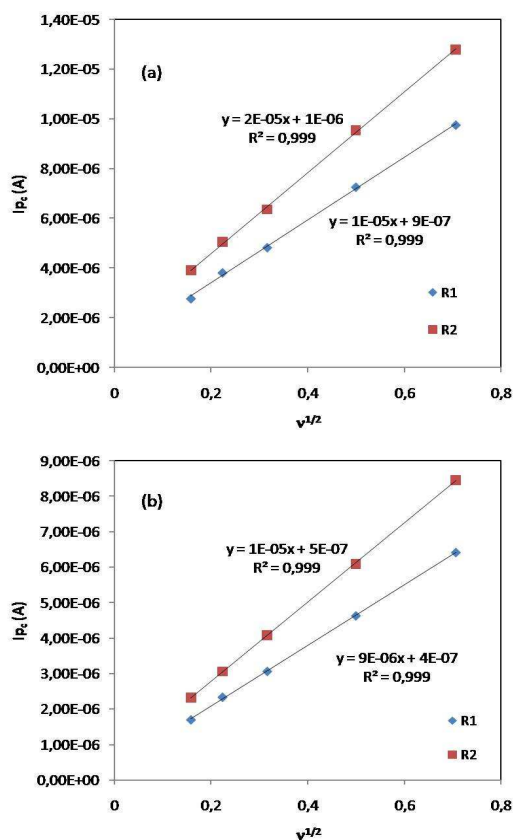 1,40E-05
1,20E-05
1,00E-05
8,00E-06
6,00E-06
4,00E-06
2,00E-06
0,00E+00
Ipc (A)
(a)
y = 2E-05x + 1E-06
R² = 0,999
y = 1E-05x + 9E-07
R² = 0,999
R1
R2
0
0,2
0,4
0,6
0,8
v1/2
9,00E-06
8,00E-06
7,00E-06
6,00E-06
5,00E-06
4,00E-06
3,00E-06
2,00E-06
1,00E-06
0,00E+00
Ipc (A)
(b)
y = 1E-05x + 5E-07
R² = 0,999
y = 9E-06x + 4E-07
R² = 0,999
R1
R2
0
0,2
0,4
0,6
0,8
v1/2